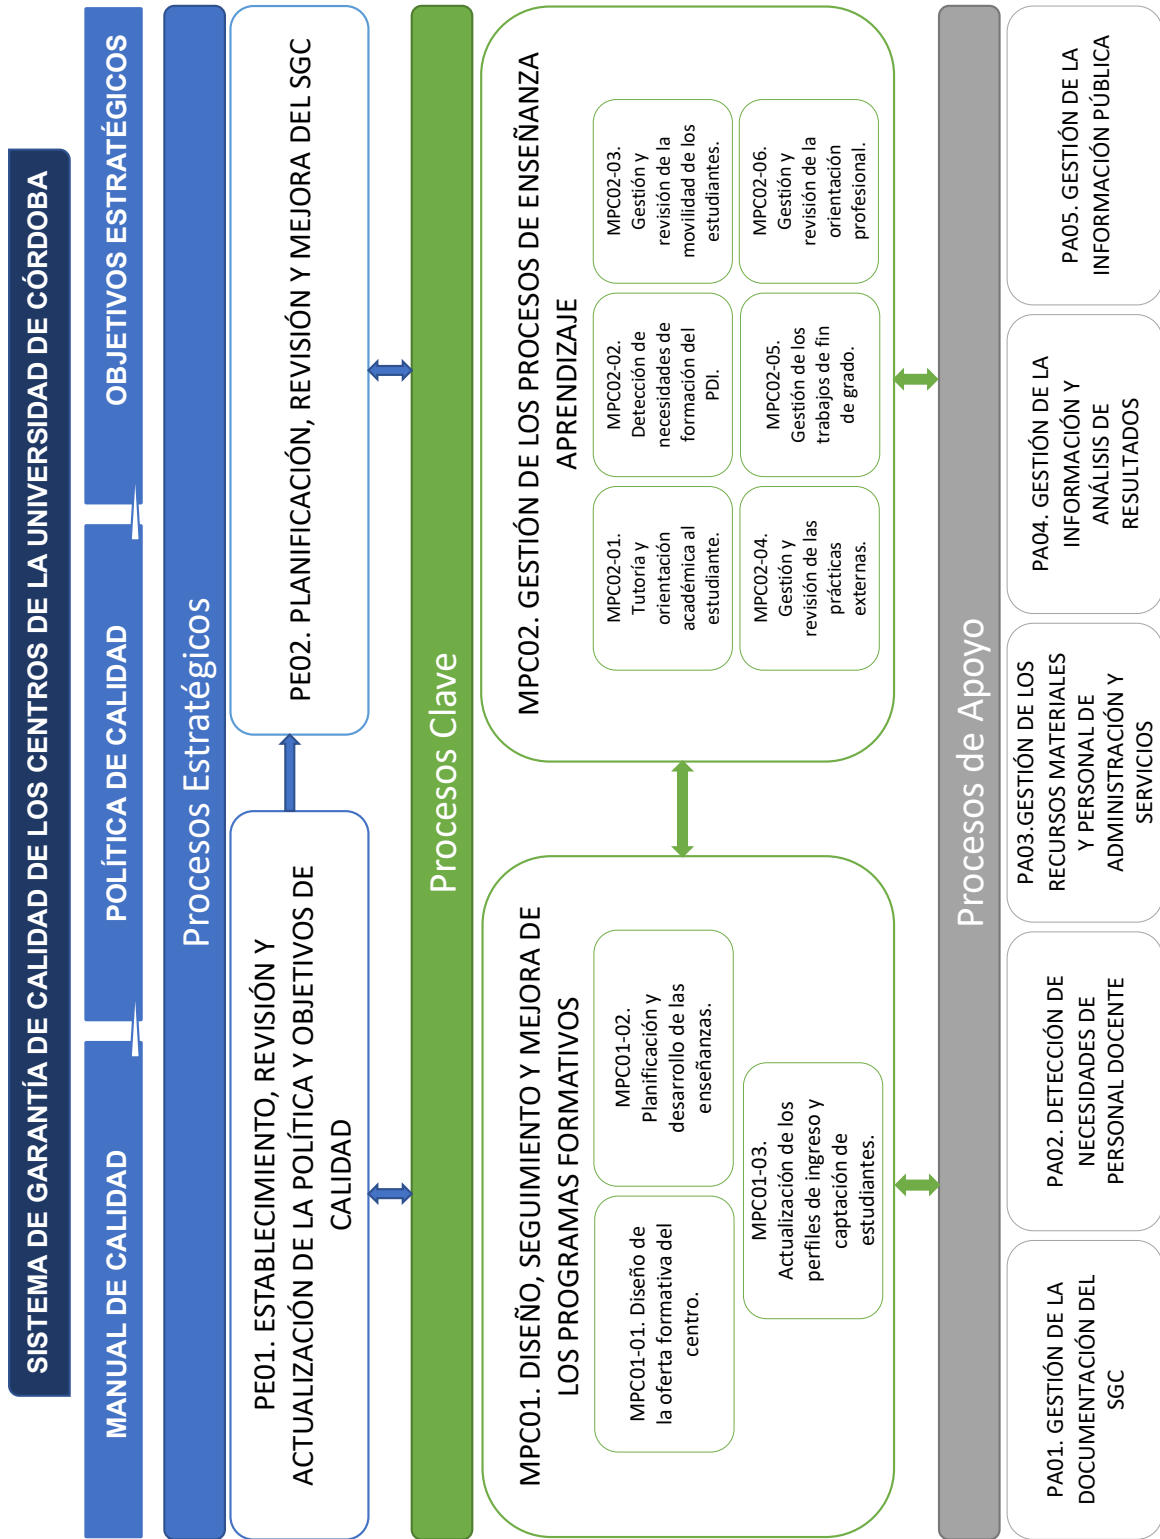 SISTEMA DE GARANTÍA DE CALIDAD DE LOS CENTROS DE LA UNIVERSIDAD DE CÓRDOBA
MANUAL DE CALIDAD
POLÍTICA DE CALIDAD
OBJETIVOS ESTRATÉGICOS
Procesos Estratégicos
PE01. ESTABLECIMIENTO, REVISIÓN Y
ACTUALIZACIÓN DE LA POLÍTICA Y OBJETIVOS DE
CALIDAD
PE02. PLANIFICACIÓN, REVISIÓN Y MEJORA DEL SGC
Procesos Clave
MPC01. DISEÑO, SEGUIMIENTO Y MEJORA DE
LOS PROGRAMAS FORMATIVOS
MPC01-01. Diseño de
la oferta formativa del
centro.
MPC01-02.
Planificación y
desarrollo de las
enseñanzas.
MPC01-03.
Actualización de los
perfiles de ingreso y
captación de
estudiantes.
MPC02. GESTIÓN DE LOS PROCESOS DE ENSEÑANZA
APRENDIZAJE
MPC02-01.
Tutoría y
orientación
académica al
estudiante.
MPC02-02.
Detección de
necesidades de
formación del
PDI.
MPC02-03.
Gestión y
revisión de la
movilidad de los
estudiantes.
MPC02-04.
Gestión y
revisión de las
prácticas
externas.
MPC02-05.
Gestión de los
trabajos de fin
de grado.
MPC02-06.
Gestión y
revisión de la
orientación
profesional.
Procesos de Apoyo
PA01. GESTIÓN DE LA
DOCUMENTACIÓN DEL
SGC
PA02. DETECCIÓN DE
NECESIDADES DE
PERSONAL DOCENTE
PA03.GESTIÓN DE LOS
RECURSOS MATERIALES
Y PERSONAL DE
ADMINISTRACIÓN Y
SERVICIOS
PA04. GESTIÓN DE LA
INFORMACIÓN Y
ANÁLISIS DE
RESULTADOS
PA05. GESTIÓN DE LA
INFORMACIÓN PÚBLICA